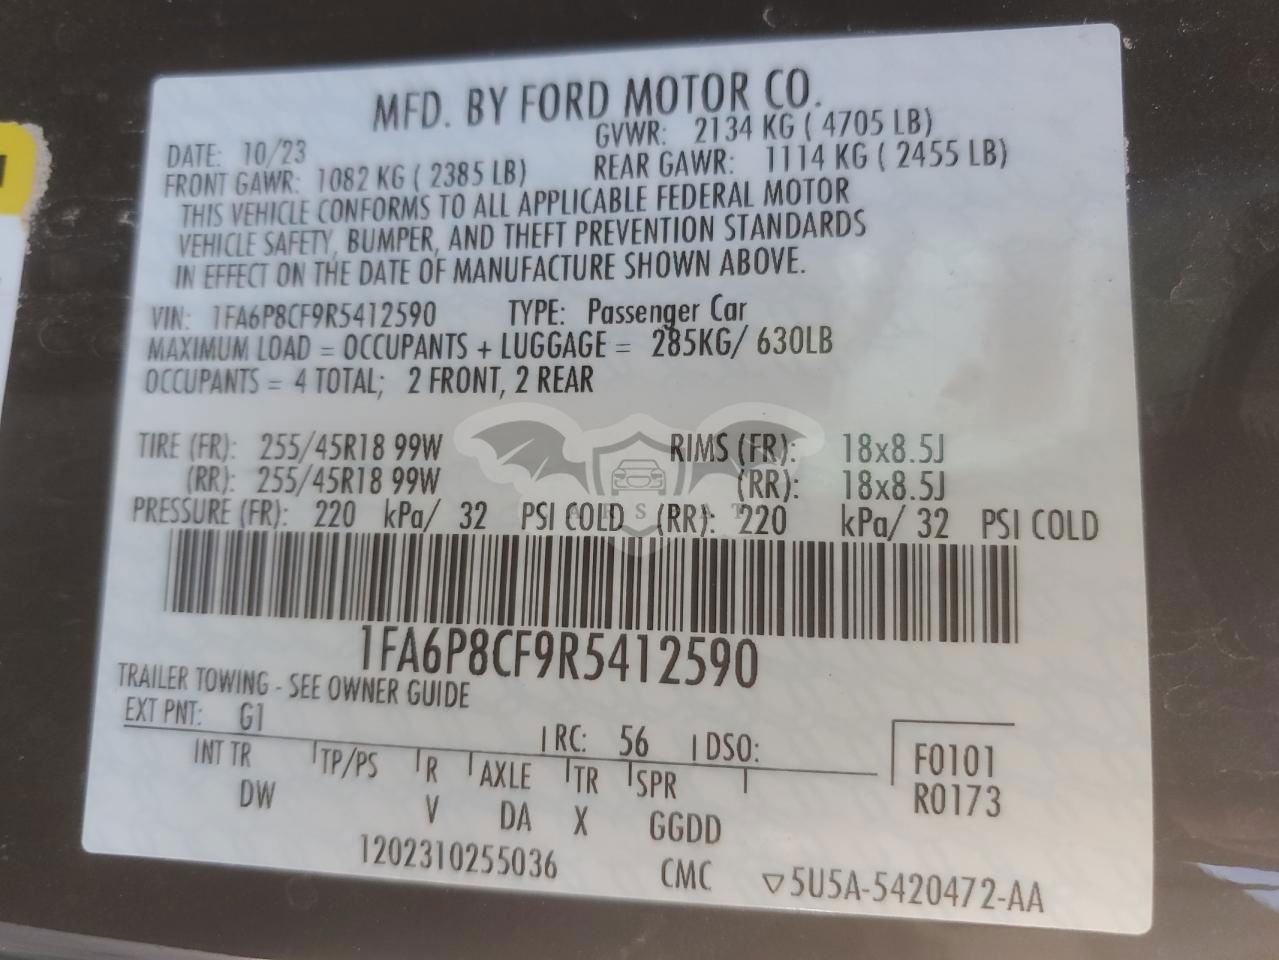 MFD. BY FORD MOTOR CO.
DATE: 10/23 GVWR: 2134 KG ( 4705 LB)
FRONT GAWR: 1082 KG ( 2385 LB) REAR GAWR: 1114 KG ( 2455 LB)
THIS VEHICLE CONFORMS TO ALL APPLICABLE FEDERAL MOTOR
VEHICLE SAFETY, BUMPER, AND THEFT PREVENTION STANDARDS
IN EFFECT ON THE DATE OF MANUFACTURE SHOWN ABOVE.
VIN: 1FA6P8CF9R5412590 TYPE: Passenger Car
MAXIMUM LOAD = OCCUPANTS + LUGGAGE = 285KG/ 630LB
OCCUPANTS = 4 TOTAL; 2 FRONT, 2 REAR
TIRE (FR): 255/45R18 99W RIMS (FR): 18x8.5J
(RR): 255/45R18 99W (RR): 18x8.5J
ARSAT
PRESSURE (FR): 220 kPa/ 32 PSI COLD (RR): 220 kPa/ 32 PSI COLD
1FA6P8CF9R5412590
TRAILER TOWING - SEE OWNER GUIDE
EXT PNT: G1 RC: 56 DSO:
INT TR TP/PS R AXLE TR SPR F0101
DW V DA X GGDD R0173
1202310255036 CMC ▽5U5A-5420472-AA